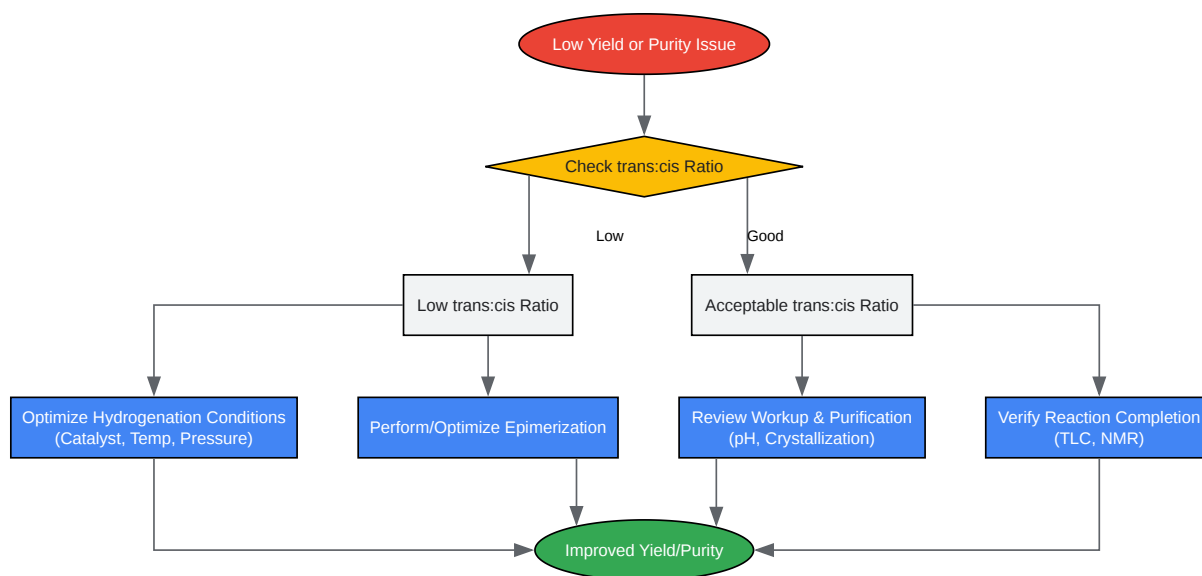 Low Yield or Purity Issue
Check trans:cis Ratio
Low
Good
Low trans:cis Ratio
Acceptable trans:cis Ratio
Optimize Hydrogenation Conditions
(Catalyst, Temp, Pressure)
Perform/Optimize Epimerization
Review Workup & Purification
(pH, Crystallization)
Verify Reaction Completion
(TLC, NMR)
Improved Yield/Purity